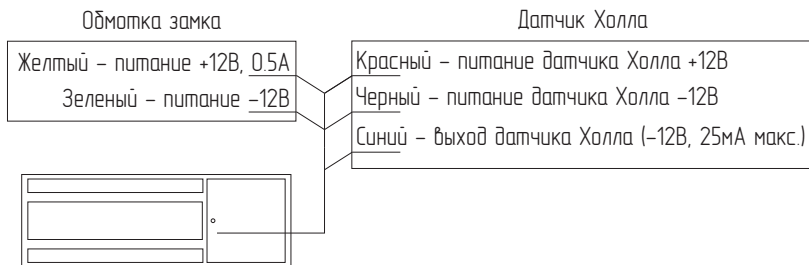 Обмотка замка
Желтый – питание +12В, 0.5А
Зеленый – питание –12В
Датчик Холла
Красный – питание датчика Холла +12В
Черный – питание датчика Холла –12В
Синий – выход датчика Холла (–12В, 25мА макс.)